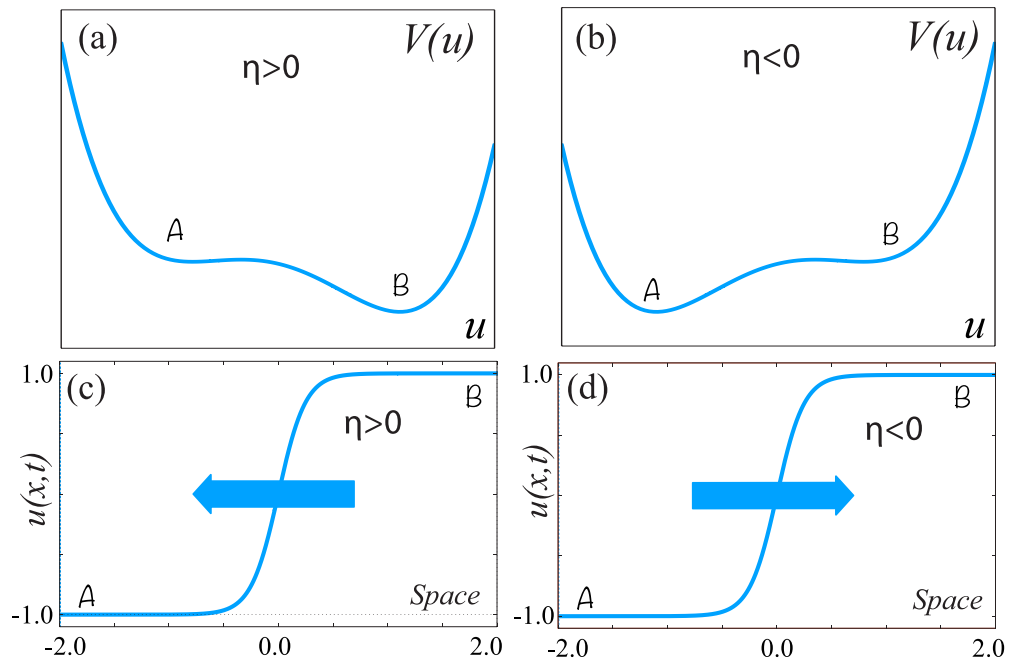 (a)
V(u)
η>0
A
B
u
(b)
V(u)
η<0
A
B
u
(c)
1.0
B
η>0
u(x,t)
A
Space
-1.0
-2.0
0.0
2.0
(d)
1.0
B
η<0
u(x,t)
A
Space
-1.0
-2.0
0.0
2.0